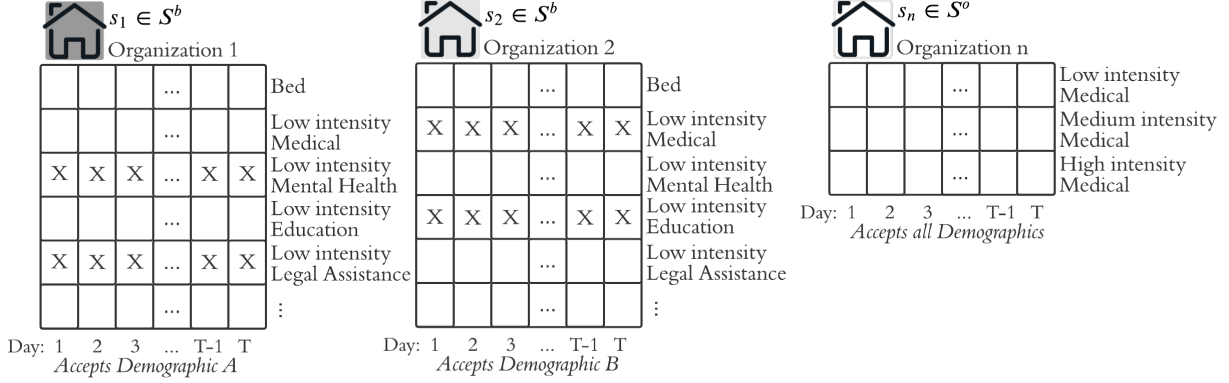 s₁ ∈ Sᵇ
Organization 1
...
Bed
...
Low intensity
Medical
X X X ... X X
Low intensity
Mental Health
...
Low intensity
Education
X X X ... X X
Low intensity
Legal Assistance
...
⋮
Day: 1 2 3 ... T-1 T
Accepts Demographic A
s₂ ∈ Sᵇ
Organization 2
...
Bed
X X X ... X X
Low intensity
Medical
...
Low intensity
Mental Health
X X X ... X X
Low intensity
Education
...
Low intensity
Legal Assistance
...
⋮
Day: 1 2 3 ... T-1 T
Accepts Demographic B
sₙ ∈ Sᵒ
Organization n
...
Low intensity
Medical
...
Medium intensity
Medical
...
High intensity
Medical
Day: 1 2 3 ... T-1 T
Accepts all Demographics